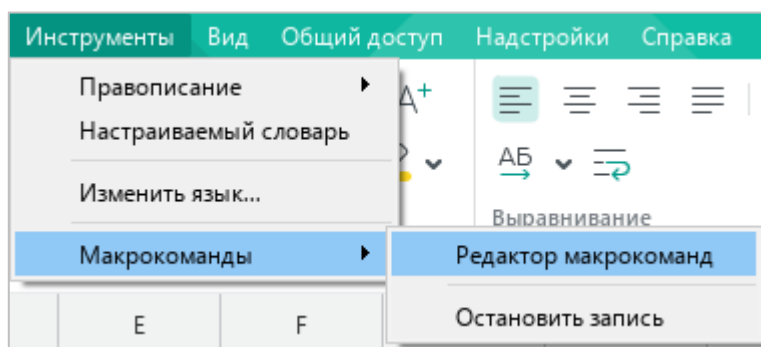 Инструменты Вид Общий доступ Надстройки Справка
Правописание
Настраиваемый словарь
Изменить язык...
АБ
Выравнивание
Макрокоманды Редактор макрокоманд
Остановить запись
E F